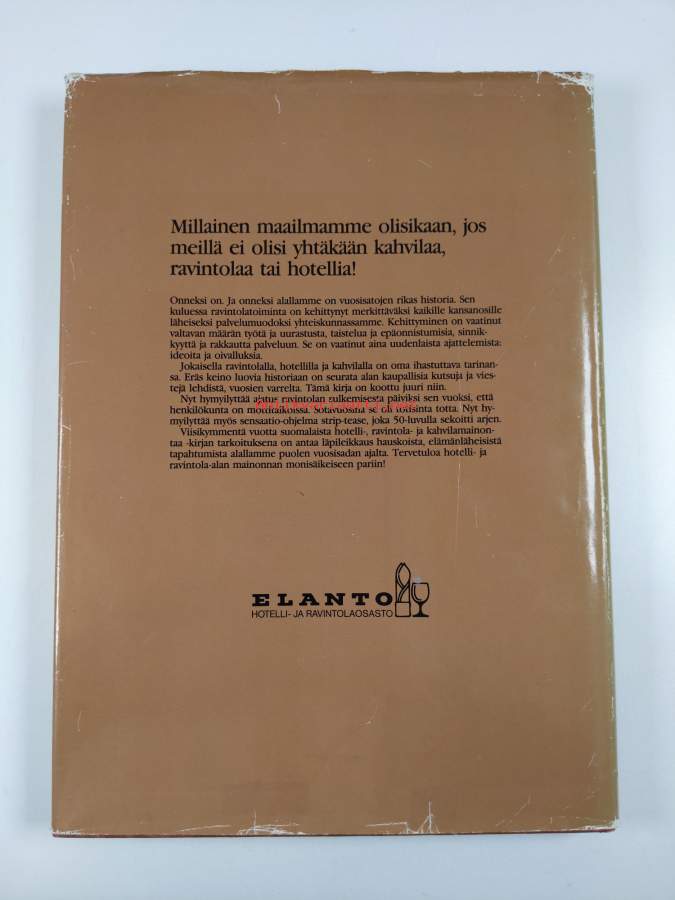 Millainen maailmamme olisikaan, jos
meillä ei olisi yhtäkään kahvilaa,
ravintolaa tai hotellia!
Onneksi on. Ja onneksi alallamme on vuosisatojen rikas historia. Sen
kuluessa ravintolatoiminta on kehittynyt merkittäväksi kaikille kansanosille
läheiseksi palvelumuodoksi yhteiskunnassamme. Kehittyminen on vaatinut
valtavan määrän työtä ja uurastusta, taistelua ja epäonnistumisia, sinnik-
kyyttä ja rakkautta palveluun. Se on vaatinut aina uudenlaista ajattelemista:
ideoita ja oivalluksia.
Jokaisella ravintolalla, hotellilla ja kahvilalla on oma ihastuttava tarinan-
sa. Eräs keino luovia historiaan on seurata alan kaupallisia kutsuja ja vies-
tejä lehdistä, vuosien varrelta. Tämä kirja on koottu juuri niin.
Nyt hymyilyttää ajatus ravintolan sulkemisesta päiviksi sen vuoksi, että
henkilökunta on mottitalkoissa. Sotavuosina se oli totisinta totta. Nyt hy-
myilyttää myös sensaatio-ohjelma strip-tease, joka 50-luvulla sekoitti arjen.
Viisikymmentä vuotta suomalaista hotelli-, ravintola- ja kahvilamainon-
taa -kirjan tarkoituksena on antaa läpileikkaus hauskoista, elämänläheisistä
tapahtumista alallamme puolen vuosisadan ajalta. Tervetuloa hotelli- ja
ravintola-alan mainonnan monisäikeiseen pariin!
ELANTO
HOTELLI- JA RAVINTOLAOSASTO